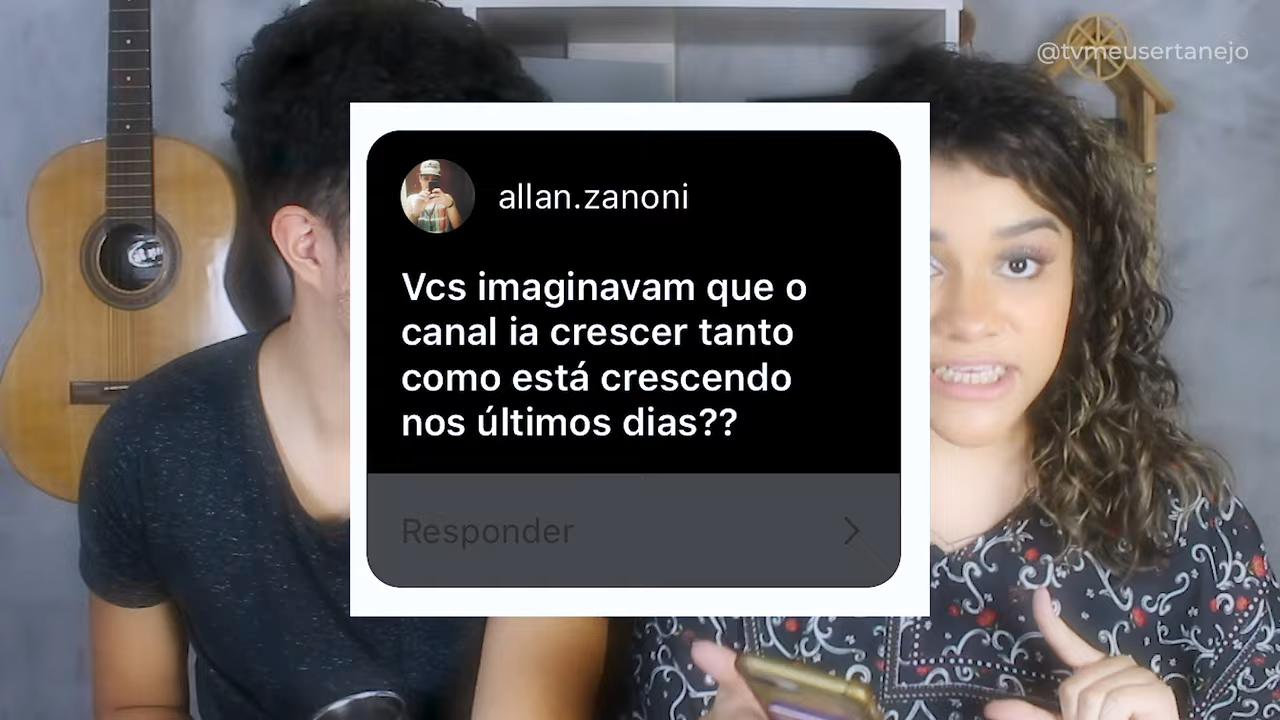 @tvmeusertanejo
allan.zanoni
Vcs imaginavam que o
canal ia crescer tanto
como está crescendo
nos últimos dias??
Responder